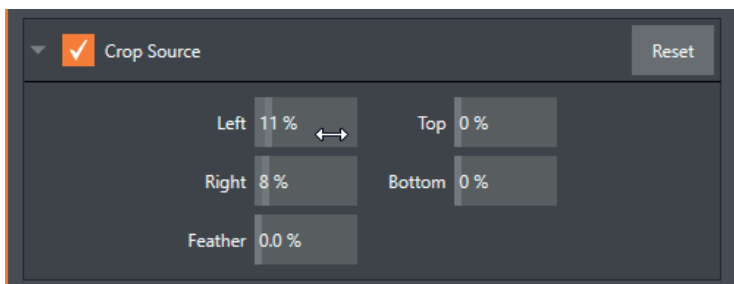 Crop Source Reset
Left 11 % Top 0 %
Right 8 % Bottom 0 %
Feather 0.0 %